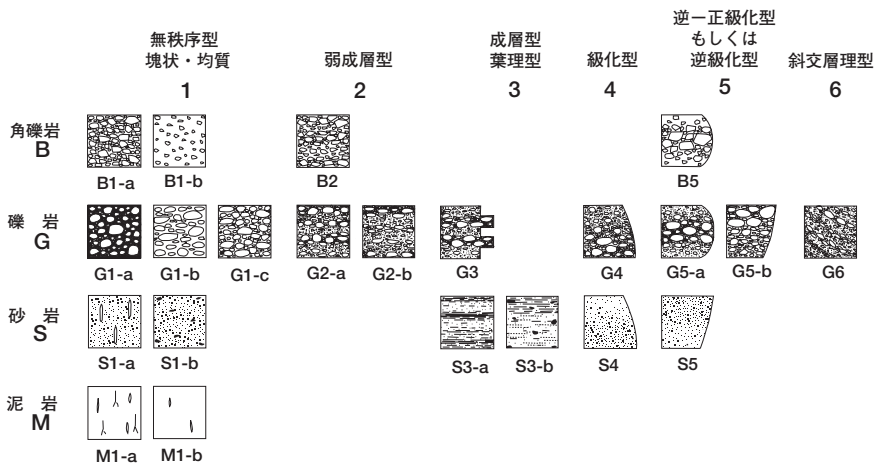 無秩序型
塊状・均質
1
弱成層型
2
成層型
葉理型
3
級化型
4
逆ー正級化型
もしくは
逆級化型
5
斜交層理型
6
角礫岩
B
B1-a B1-b B2 B5
礫 岩
G
G1-a G1-b G1-c G2-a G2-b G3 G4 G5-a G5-b G6
砂 岩
S
S1-a S1-b S3-a S3-b S4 S5
泥 岩
M
M1-a M1-b